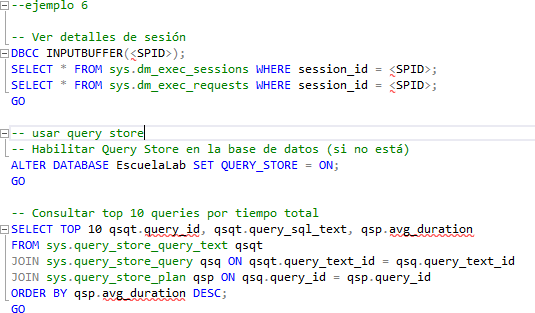 --ejemplo 6
-- Ver detalles de sesión
DBCC INPUTBUFFER(<SPID>);
SELECT * FROM sys.dm_exec_sessions WHERE session_id = <SPID>;
SELECT * FROM sys.dm_exec_requests WHERE session_id = <SPID>;
GO
-- usar query store
-- Habilitar Query Store en la base de datos (si no está)
ALTER DATABASE EscuelaLab SET QUERY_STORE = ON;
GO
-- Consultar top 10 queries por tiempo total
SELECT TOP 10 qsqt.query_id, qsqt.query_sql_text, qsp.avg_duration
FROM sys.query_store_query_text qsqt
JOIN sys.query_store_query qsq ON qsqt.query_text_id = qsq.query_text_id
JOIN sys.query_store_plan qsp ON qsq.query_id = qsp.query_id
ORDER BY qsp.avg_duration DESC;
GO